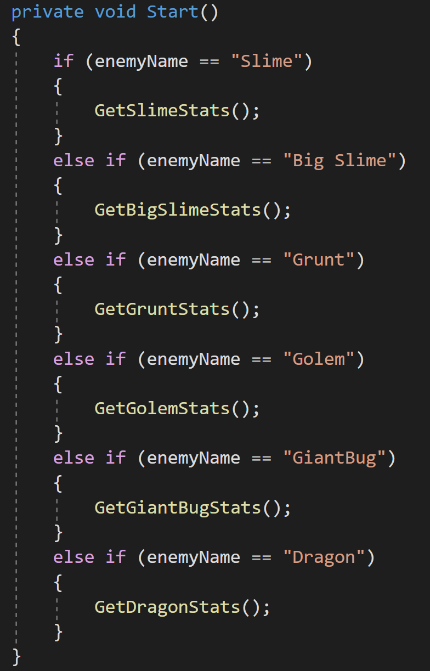 private void Start()
{
if (enemyName == "Slime")
{
GetSlimeStats();
}
else if (enemyName == "Big Slime")
{
GetBigSlimeStats();
}
else if (enemyName == "Grunt")
{
GetGruntStats();
}
else if (enemyName == "Golem")
{
GetGolemStats();
}
else if (enemyName == "GiantBug")
{
GetGiantBugStats();
}
else if (enemyName == "Dragon")
{
GetDragonStats();
}
}